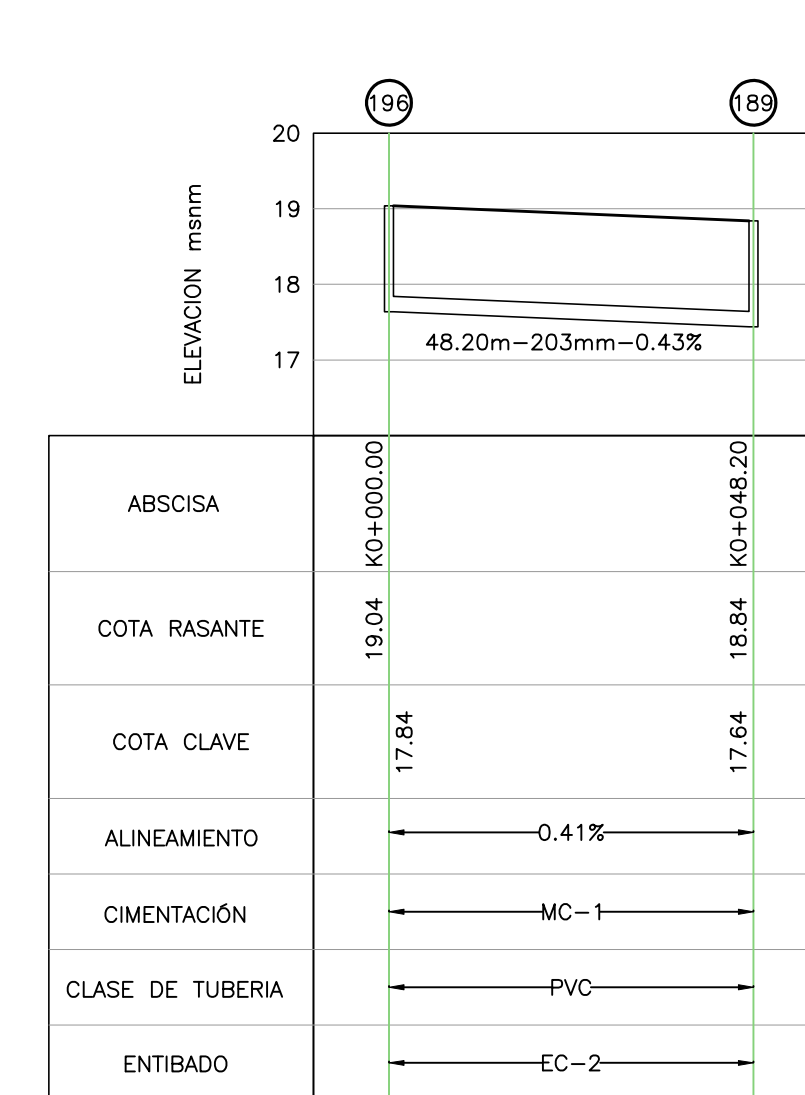 196 189
20
19
18
17
ELEVACION msnm
48.20m-203mm-0.43%
ABSCISA K0+000.00 K0+048.20
COTA RASANTE 19.04 18.84
COTA CLAVE 17.84 17.64
ALINEAMIENTO 0.41%
CIMENTACIÓN MC-1
CLASE DE TUBERIA PVC
ENTIBADO EC-2